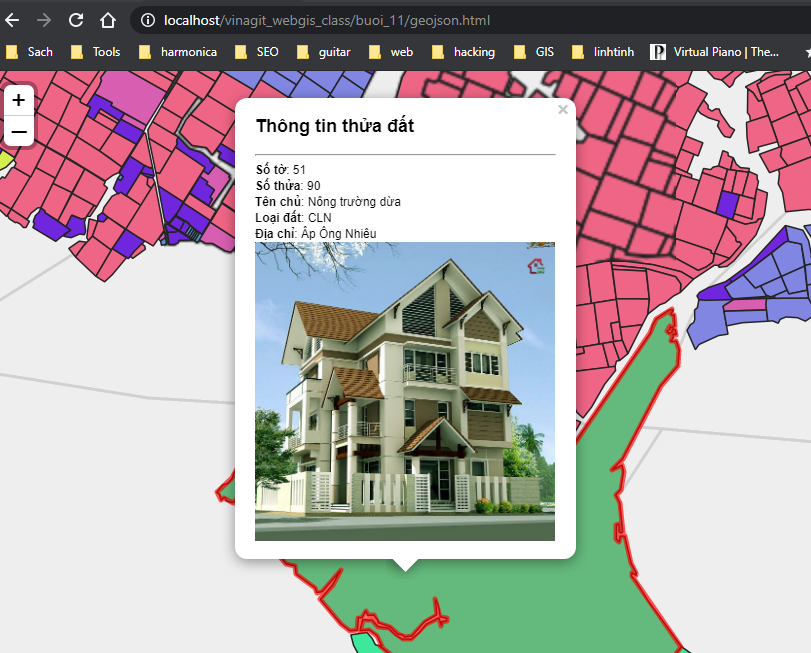 localhost/vinagit_webgis_class/buoi_11/geojson.html
Sach Tools harmonica SEO guitar web hacking GIS linhtinh Virtual Piano | The...
+
−
×
Thông tin thửa đất
Số tờ: 51
Số thửa: 90
Tên chủ: Nông trường dừa
Loại đất: CLN
Địa chỉ: Ấp Ông Nhiêu